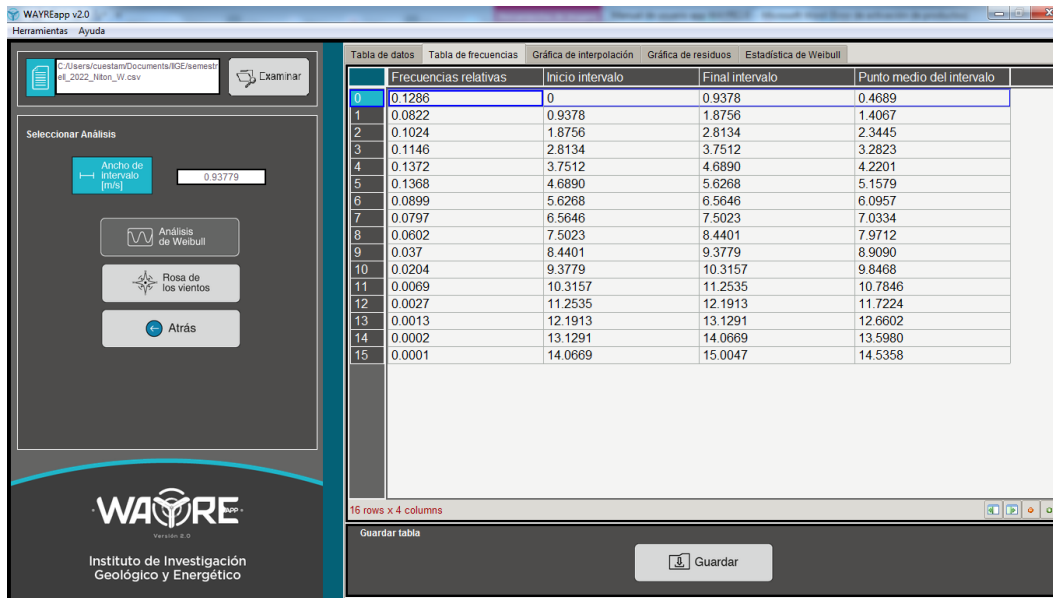 WAYREapp v2.0
Herramientas Ayuda
C:/Users/cuestam/Documents/IIGE/semestr
ell_2022_Niton_W.csv
Examinar
Seleccionar Análisis
Ancho de
intervalo
[m/s]
0.93779
Análisis
de Weibull
Rosa de
los vientos
Atrás
WAYRE APP
Versión 2.0
Instituto de Investigación
Geológico y Energético
Tabla de datos Tabla de frecuencias Gráfica de interpolación Gráfica de residuos Estadística de Weibull
Frecuencias relativas Inicio intervalo Final intervalo Punto medio del intervalo
0 0.1286 0 0.9378 0.4689
1 0.0822 0.9378 1.8756 1.4067
2 0.1024 1.8756 2.8134 2.3445
3 0.1146 2.8134 3.7512 3.2823
4 0.1372 3.7512 4.6890 4.2201
5 0.1368 4.6890 5.6268 5.1579
6 0.0899 5.6268 6.5646 6.0957
7 0.0797 6.5646 7.5023 7.0334
8 0.0602 7.5023 8.4401 7.9712
9 0.037 8.4401 9.3779 8.9090
10 0.0204 9.3779 10.3157 9.8468
11 0.0069 10.3157 11.2535 10.7846
12 0.0027 11.2535 12.1913 11.7224
13 0.0013 12.1913 13.1291 12.6602
14 0.0002 13.1291 14.0669 13.5980
15 0.0001 14.0669 15.0047 14.5358
16 rows x 4 columns
Guardar tabla
Guardar